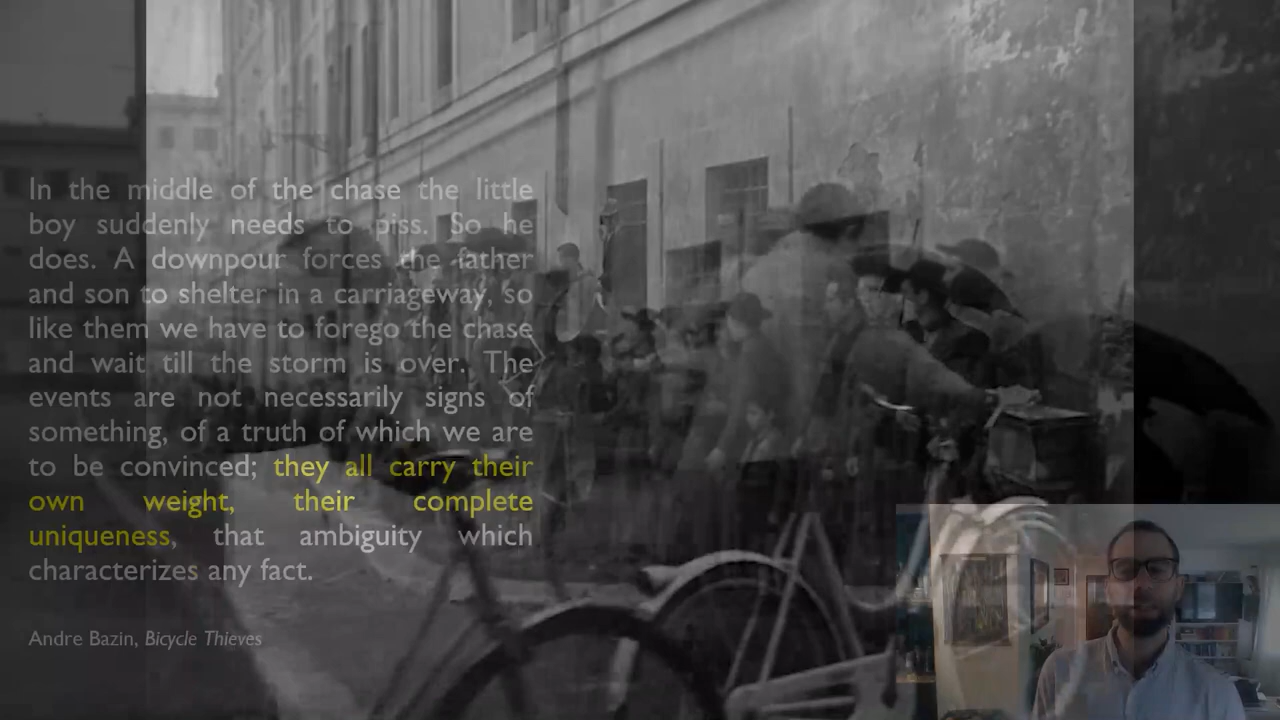 In the middle of the chase the little
boy suddenly needs to piss. So he
does. A downpour forces the father
and son to shelter in a carriageway, so
like them we have to forego the chase
and wait till the storm is over. The
events are not necessarily signs of
something, of a truth of which we are
to be convinced; they all carry their
own weight, their complete
uniqueness, that ambiguity which
characterizes any fact.
Andre Bazin, Bicycle Thieves